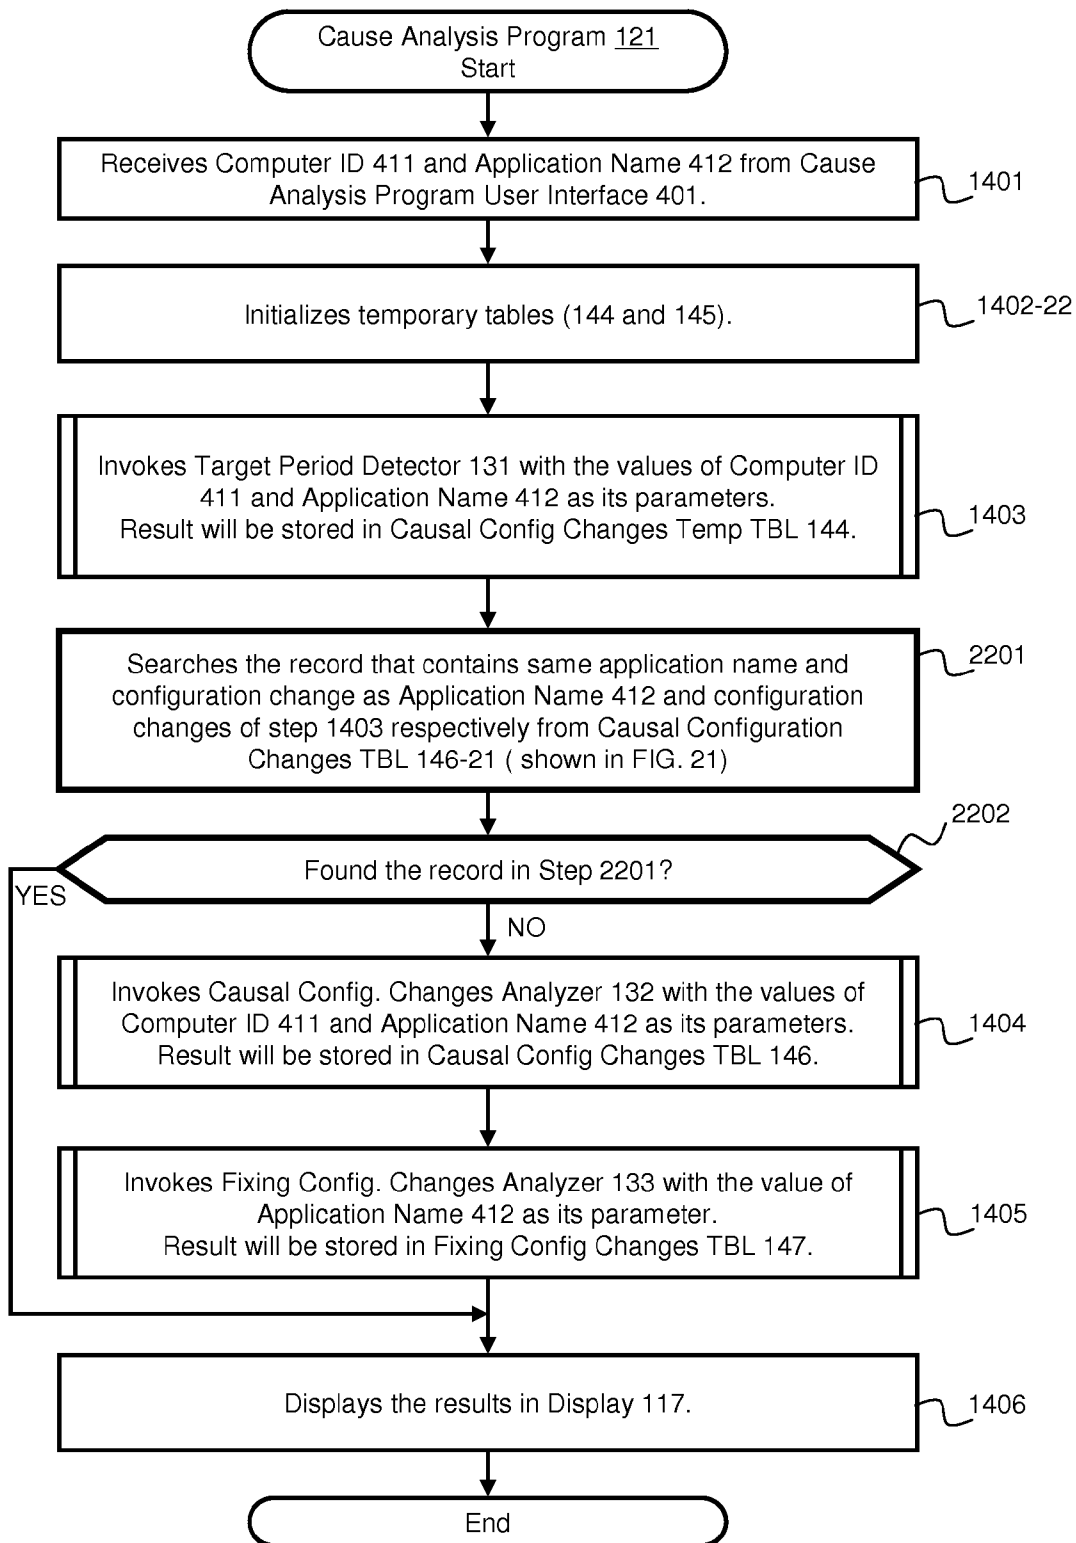 Cause Analysis Program 121
Start
Receives Computer ID 411 and Application Name 412 from Cause
Analysis Program User Interface 401.
1401
Initializes temporary tables (144 and 145).
1402-22
Invokes Target Period Detector 131 with the values of Computer ID
411 and Application Name 412 as its parameters.
Result will be stored in Causal Config Changes Temp TBL 144.
1403
Searches the record that contains same application name and
configuration change as Application Name 412 and configuration
changes of step 1403 respectively from Causal Configuration
Changes TBL 146-21 ( shown in FIG. 21)
2201
Found the record in Step 2201?
2202
YES
NO
Invokes Causal Config. Changes Analyzer 132 with the values of
Computer ID 411 and Application Name 412 as its parameters.
Result will be stored in Causal Config Changes TBL 146.
1404
Invokes Fixing Config. Changes Analyzer 133 with the value of
Application Name 412 as its parameter.
Result will be stored in Fixing Config Changes TBL 147.
1405
Displays the results in Display 117.
1406
End